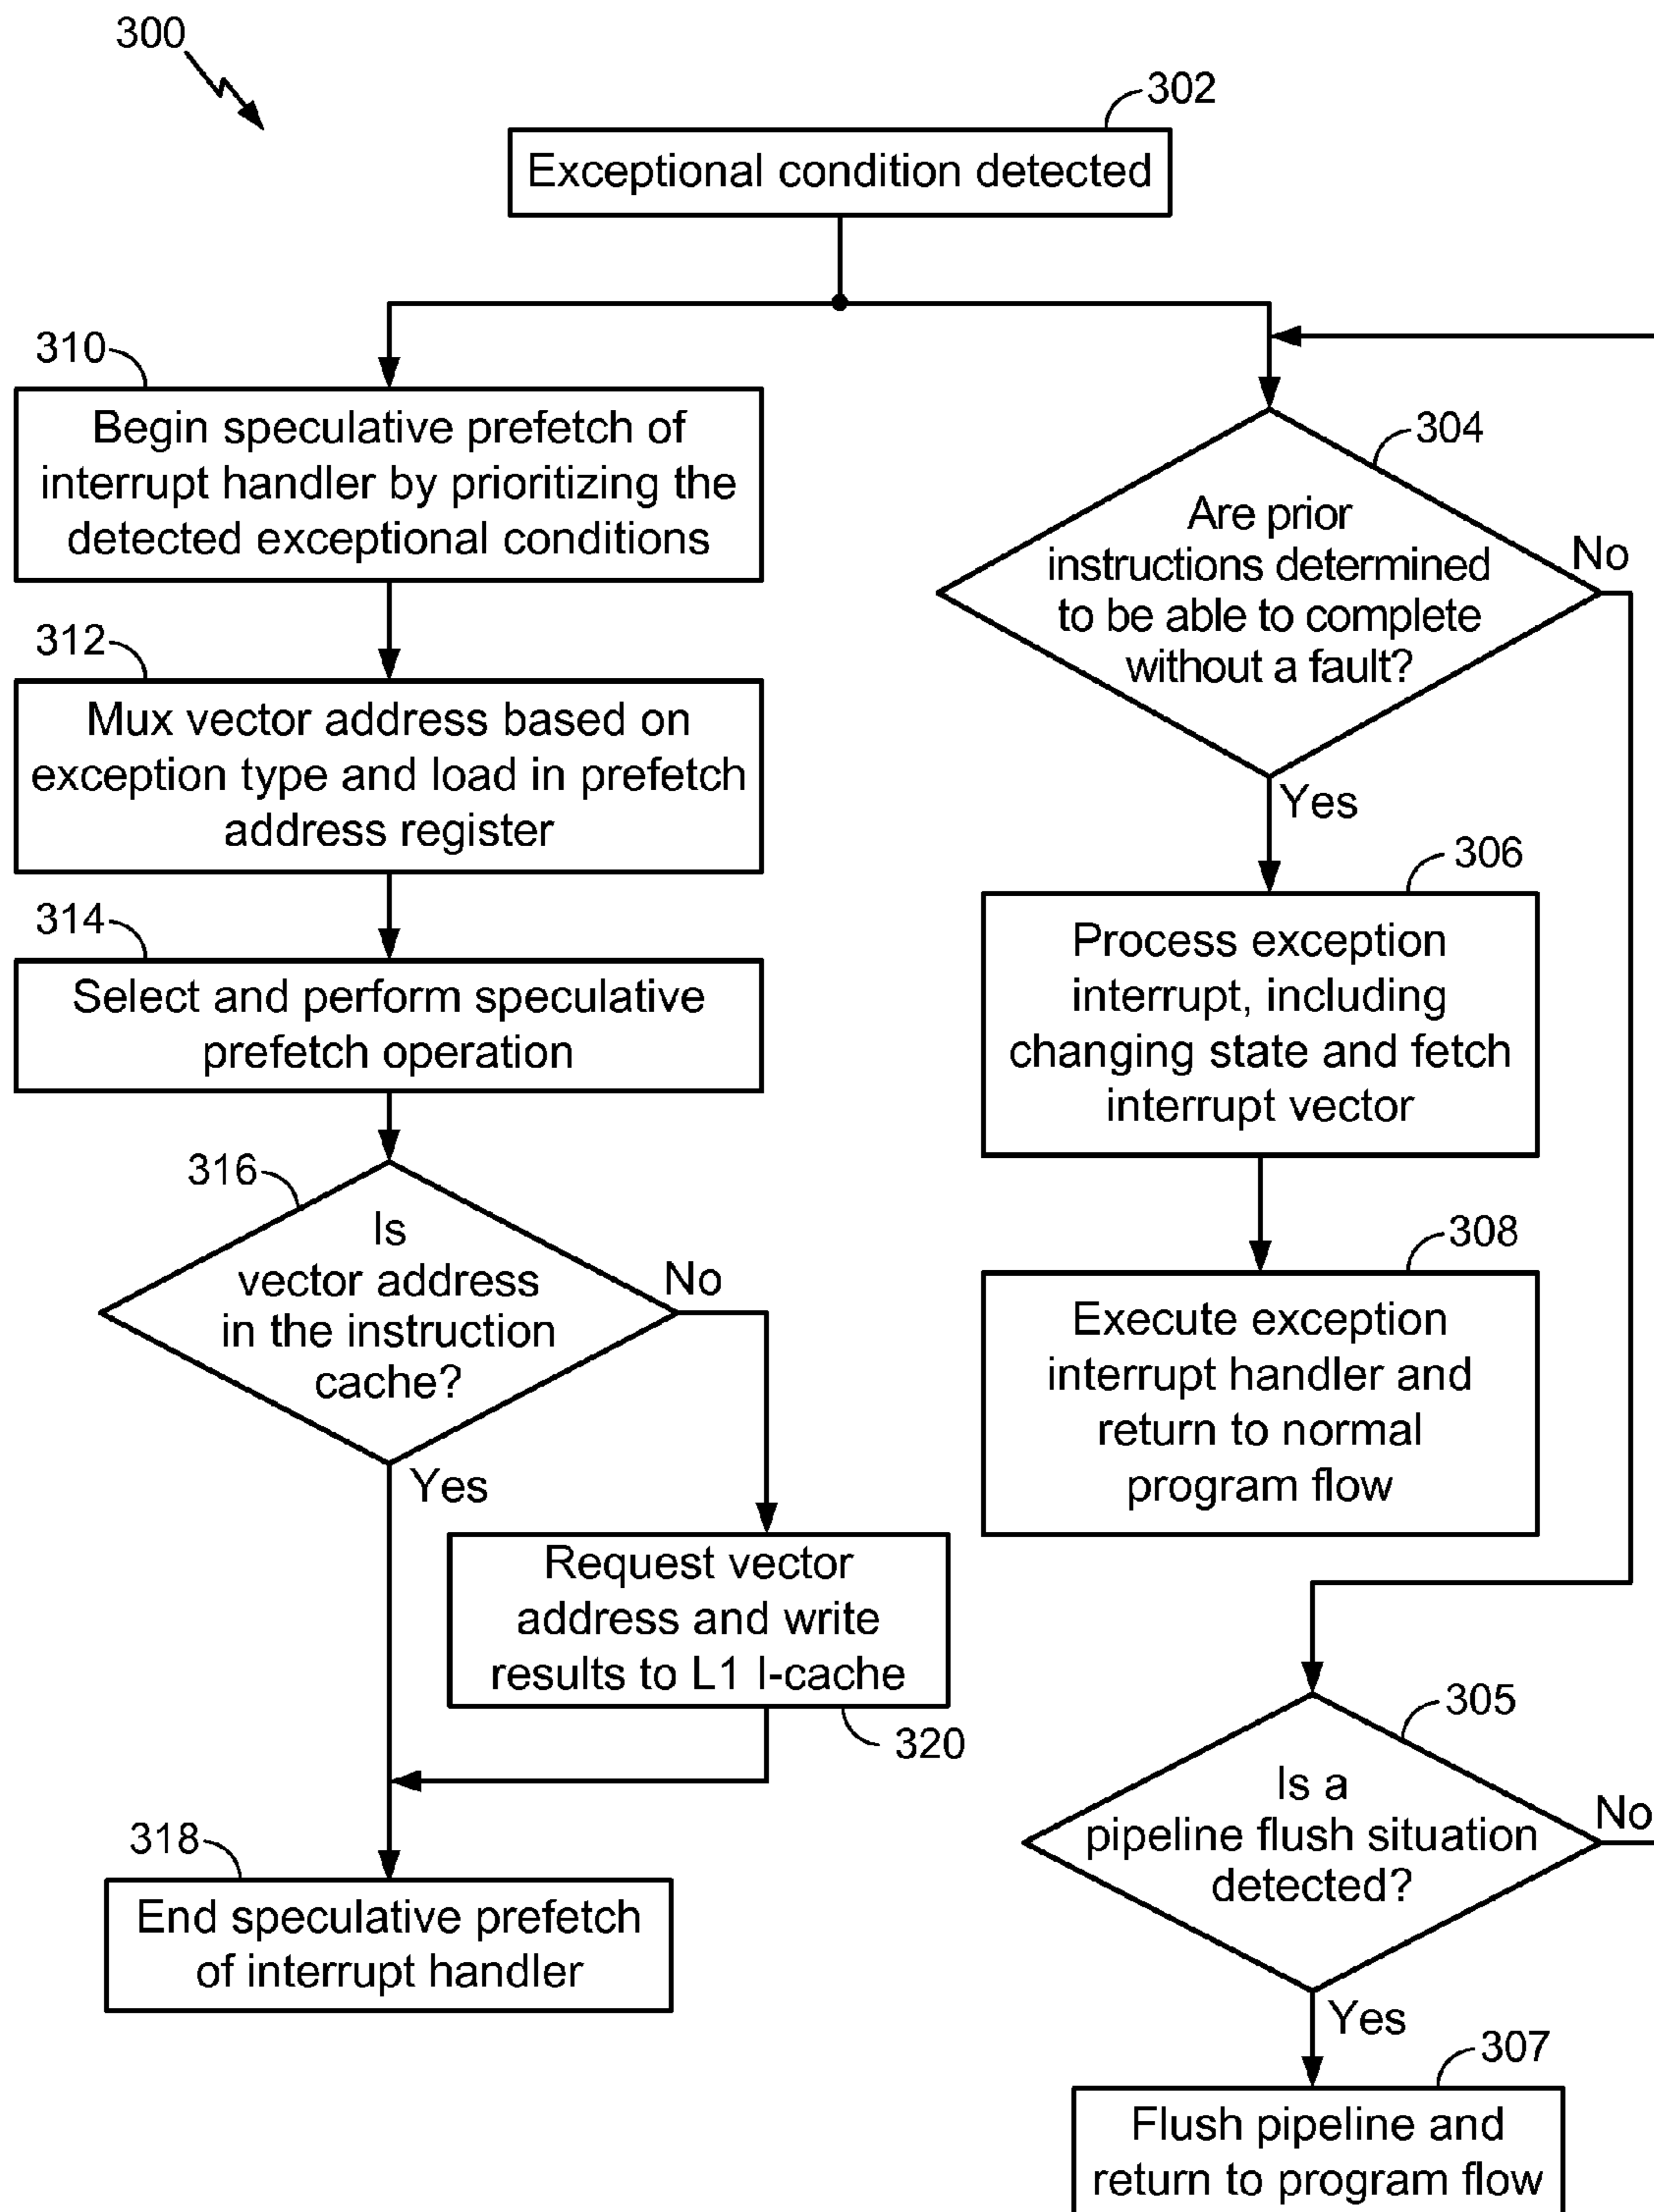 300
302
Exceptional condition detected
310
Begin speculative prefetch of
interrupt handler by prioritizing the
detected exceptional conditions
312
Mux vector address based on
exception type and load in prefetch
address register
314
Select and perform speculative
prefetch operation
316
Is
vector address
in the instruction
cache?
No
Yes
Request vector
address and write
results to L1 I-cache
320
318
End speculative prefetch
of interrupt handler
304
Are prior
instructions determined
to be able to complete
without a fault?
No
Yes
306
Process exception
interrupt, including
changing state and fetch
interrupt vector
308
Execute exception
interrupt handler and
return to normal
program flow
305
Is a
pipeline flush situation
detected?
No
Yes
307
Flush pipeline and
return to program flow